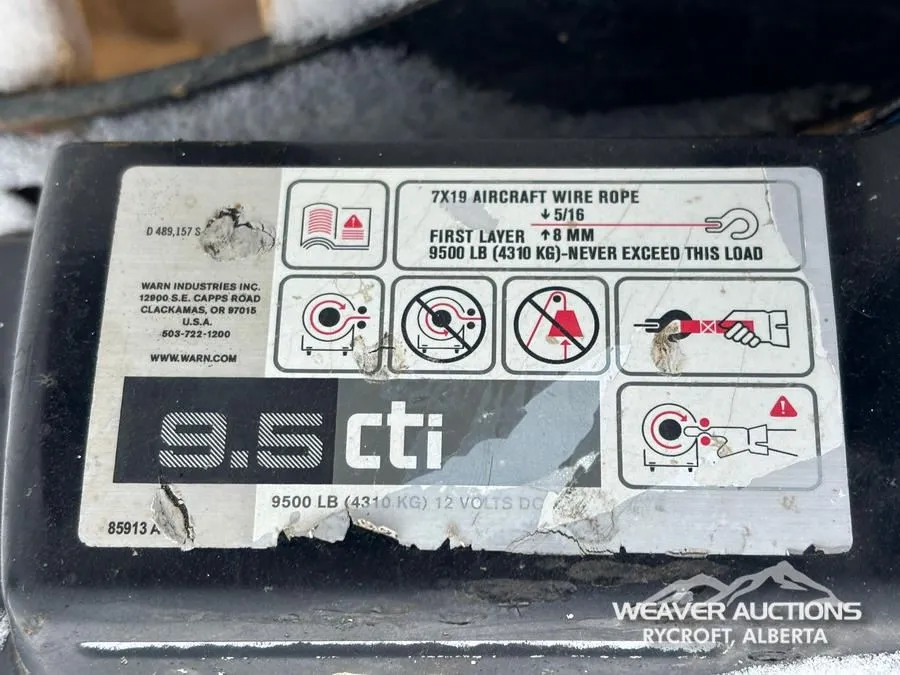 D 489,157 S
7X19 AIRCRAFT WIRE ROPE
5/16
FIRST LAYER 8 MM
9500 LB (4310 KG)-NEVER EXCEED THIS LOAD
WARN INDUSTRIES INC.
12900 S.E. CAPPS ROAD
CLACKAMAS, OR 97015
U.S.A.
503-722-1200
WWW.WARN.COM
9.5 cti
9500 LB (4310 KG) 12 VOLTS DC
85913 A
WEAVER AUCTIONS
RYCROFT, ALBERTA